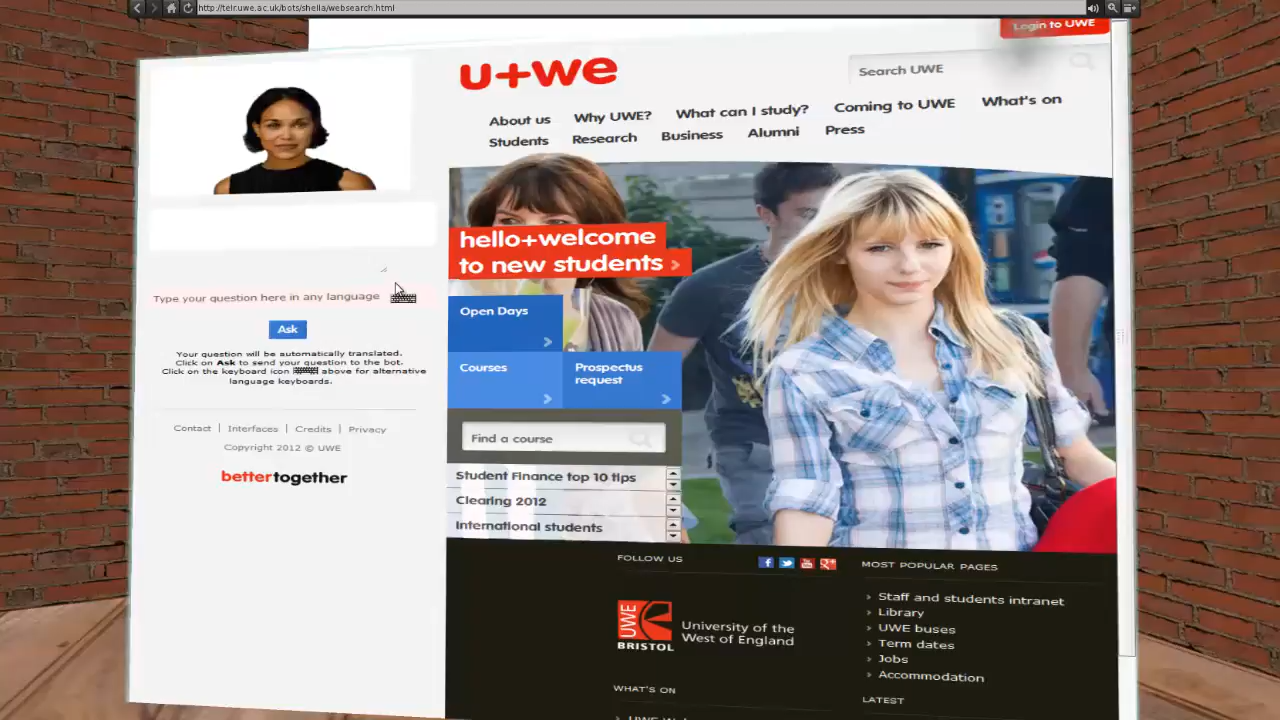 http://telr.uwe.ac.uk/bots/sheila/websearch.html
Login to UWE
u+we
Search UWE
About us Why UWE? What can I study? Coming to UWE What's on
Students Research Business Alumni Press
hello+welcome
to new students
Type your question here in any language
Ask
Your question will be automatically translated.
Click on Ask to send your question to the bot.
Click on the keyboard icon above for alternative
language keyboards.
Contact | Interfaces | Credits | Privacy
Copyright 2012 © UWE
bettertogether
Open Days
Courses
Prospectus
request
Find a course
Student Finance top 10 tips
Clearing 2012
International students
FOLLOW US
UWE
BRISTOL
University of the
West of England
WHAT'S ON
MOST POPULAR PAGES
Staff and students intranet
Library
UWE buses
Term dates
Jobs
Accommodation
LATEST